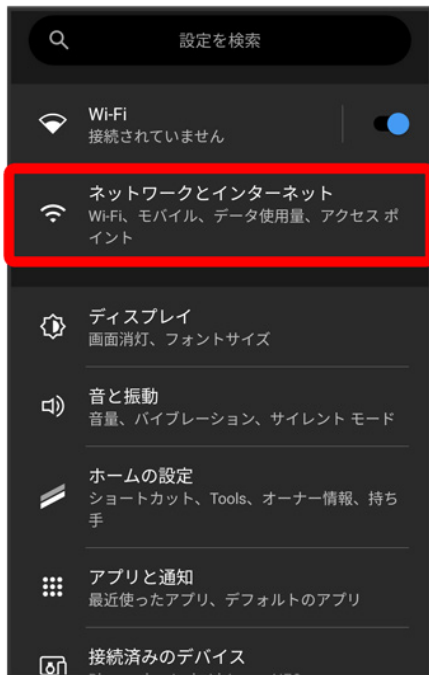 設定を検索
Wi-Fi
接続されていません
ネットワークとインターネット
Wi-Fi、モバイル、データ使用量、アクセス ポ
イント
ディスプレイ
画面消灯、フォントサイズ
音と振動
音量、バイブレーション、サイレント モード
ホームの設定
ショートカット、Tools、オーナー情報、持ち
手
アプリと通知
最近使ったアプリ、デフォルトのアプリ
接続済みのデバイス